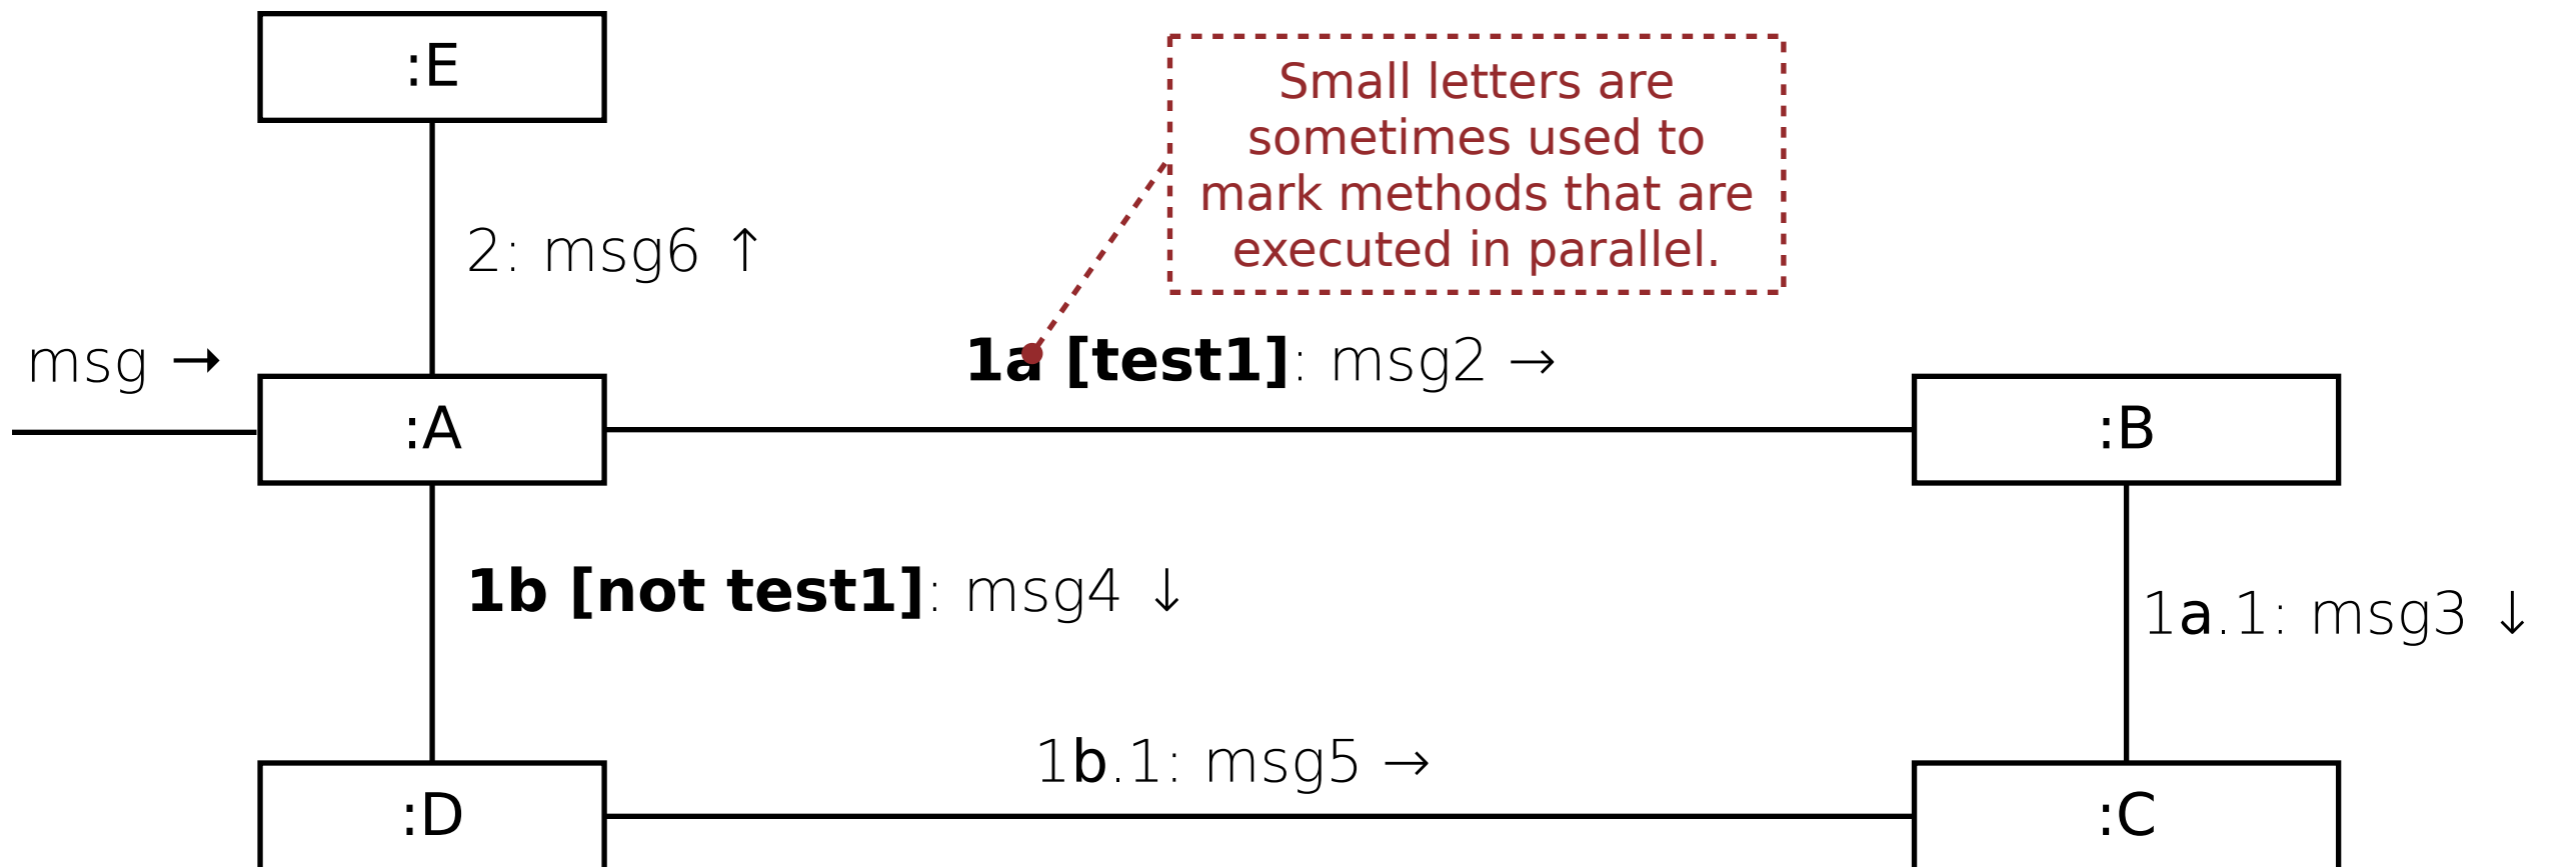 :E
Small letters are
sometimes used to
mark methods that are
executed in parallel.
2: msg6 ↑
msg →
1a [test1]: msg2 →
:A
:B
1b [not test1]: msg4 ↓
1a.1: msg3 ↓
1b.1: msg5 →
:D
:C